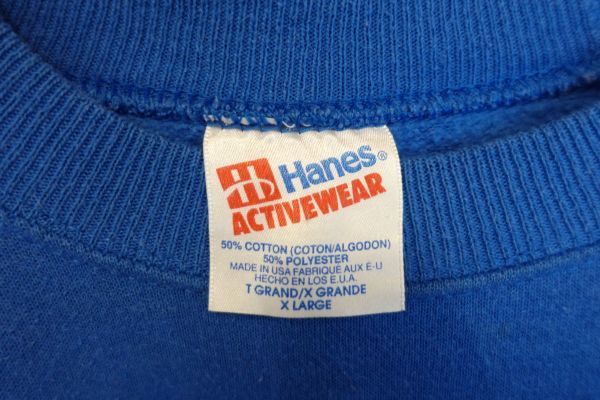 Hanes®
ACTIVEWEAR
50% COTTON (COTON/ALGODON)
50% POLYESTER
MADE IN USA FABRIQUE AUX E-U
HECHO EN LOS E.U.A.
T GRAND/X GRANDE
X LARGE